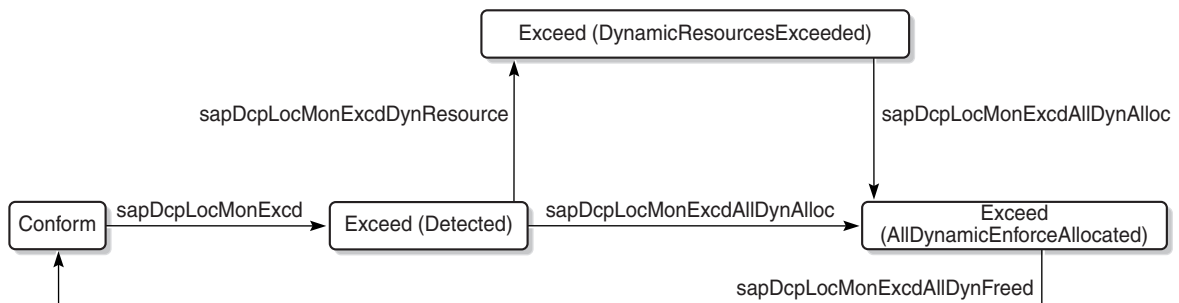 Exceed (DynamicResourcesExceeded)
sapDcpLocMonExcdDynResource
sapDcpLocMonExcdAllDynAlloc
Conform
sapDcpLocMonExcd
Exceed (Detected)
sapDcpLocMonExcdAllDynAlloc
Exceed
(AllDynamicEnforceAllocated)
sapDcpLocMonExcdAllDynFreed